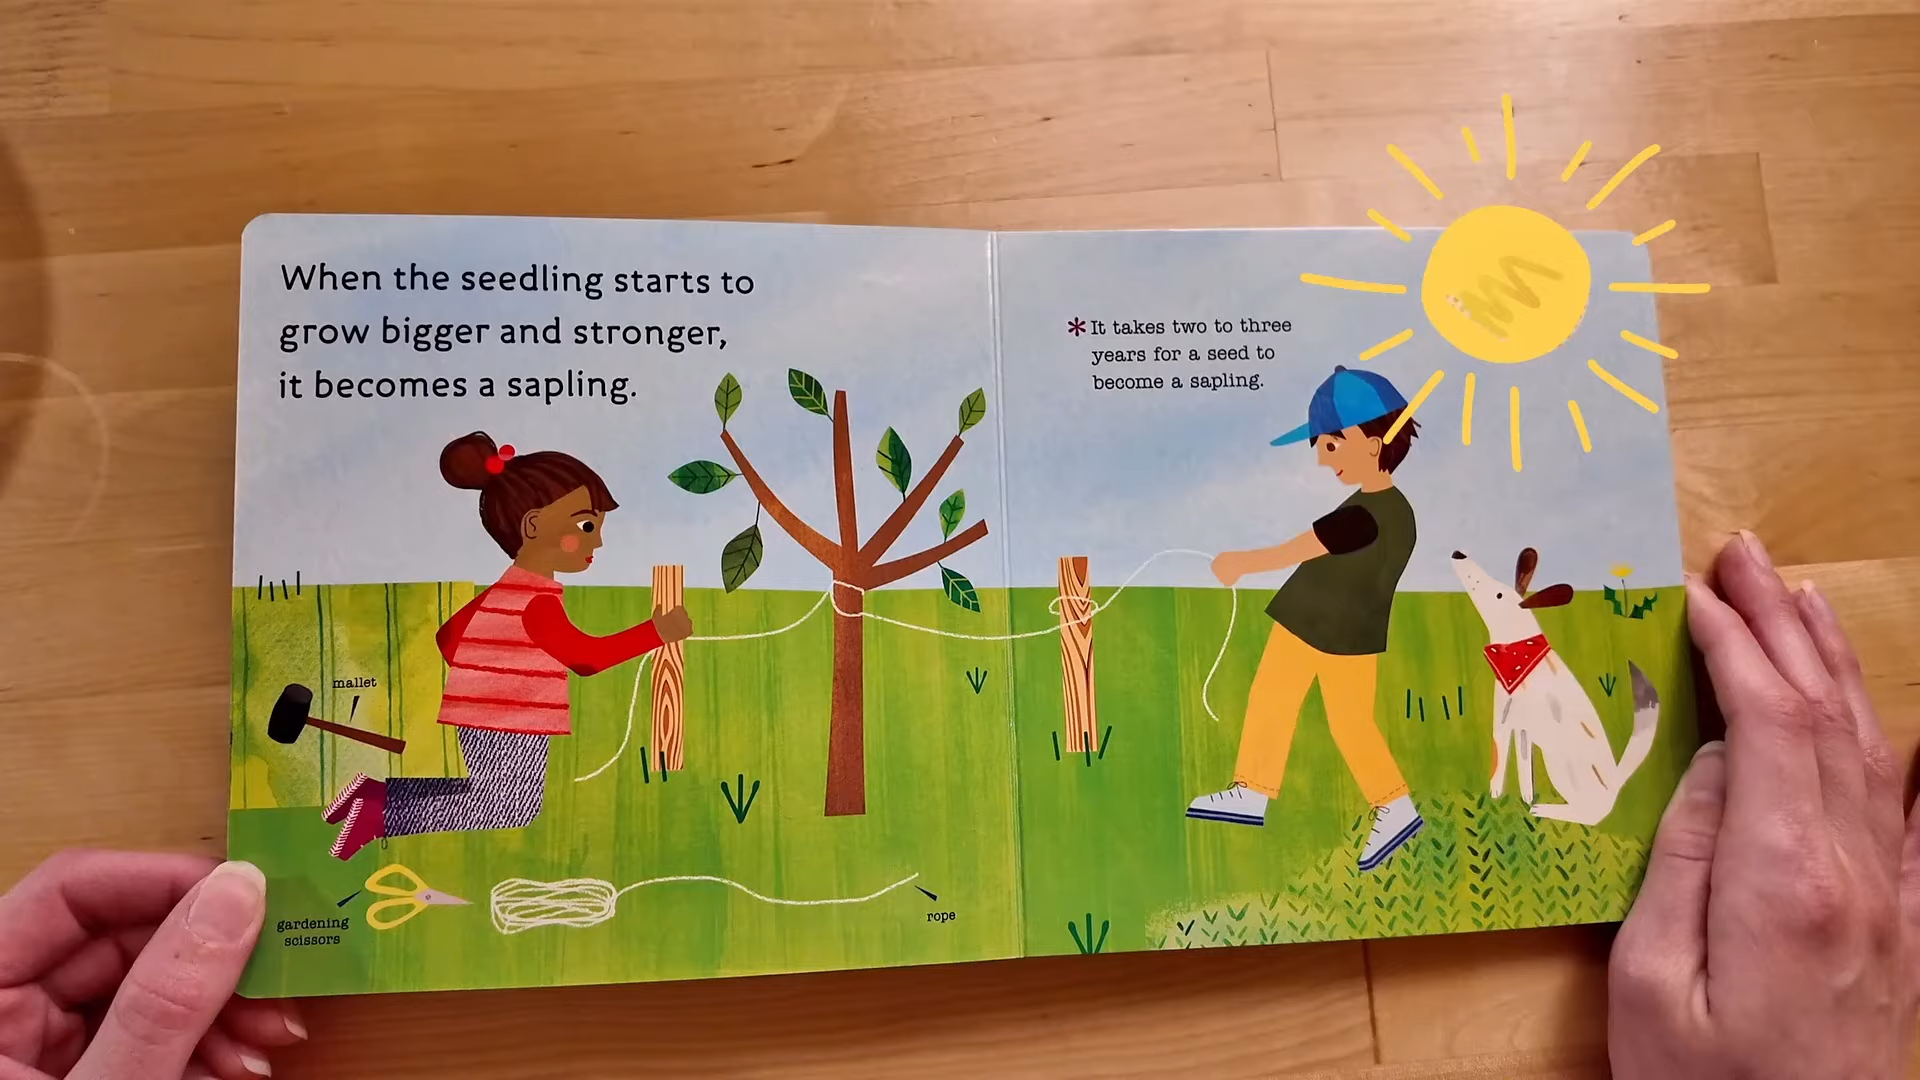 When the seedling starts to
grow bigger and stronger,
it becomes a sapling.
*It takes two to three
years for a seed to
become a sapling.
mallet
gardening
scissors
rope